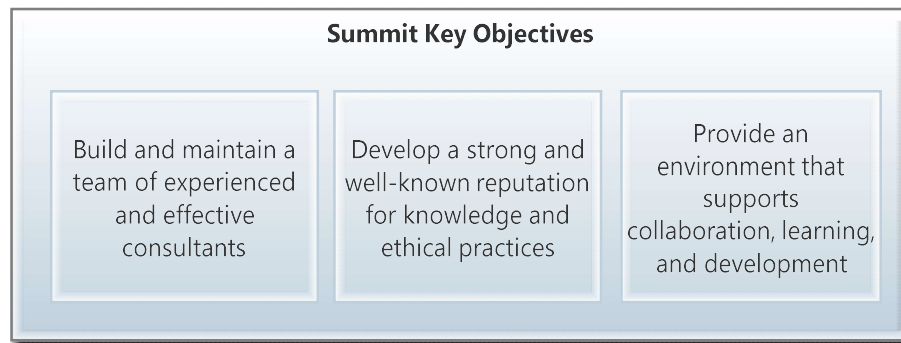 Summit Key Objectives
Build and maintain a
team of experienced
and effective
consultants
Develop a strong and
well-known reputation
for knowledge and
ethical practices
Provide an
environment that
supports
collaboration, learning,
and development